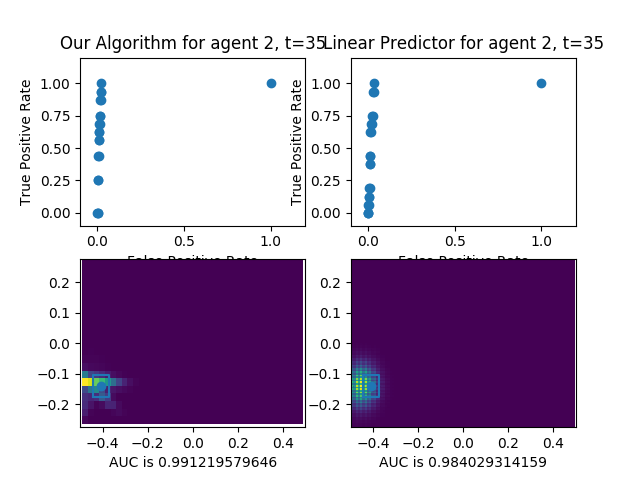 Our Algorithm for agent 2, t=35
Linear Predictor for agent 2, t=35
True Positive Rate
1.00
0.75
0.50
0.25
0.00
0.0 0.5 1.0
False Positive Rate
True Positive Rate
1.00
0.75
0.50
0.25
0.00
0.0 0.5 1.0
False Positive Rate
0.2
0.1
0.0
−0.1
−0.2
−0.4 −0.2 0.0 0.2 0.4
AUC is 0.991219579646
0.2
0.1
0.0
−0.1
−0.2
−0.4 −0.2 0.0 0.2 0.4
AUC is 0.984029314159